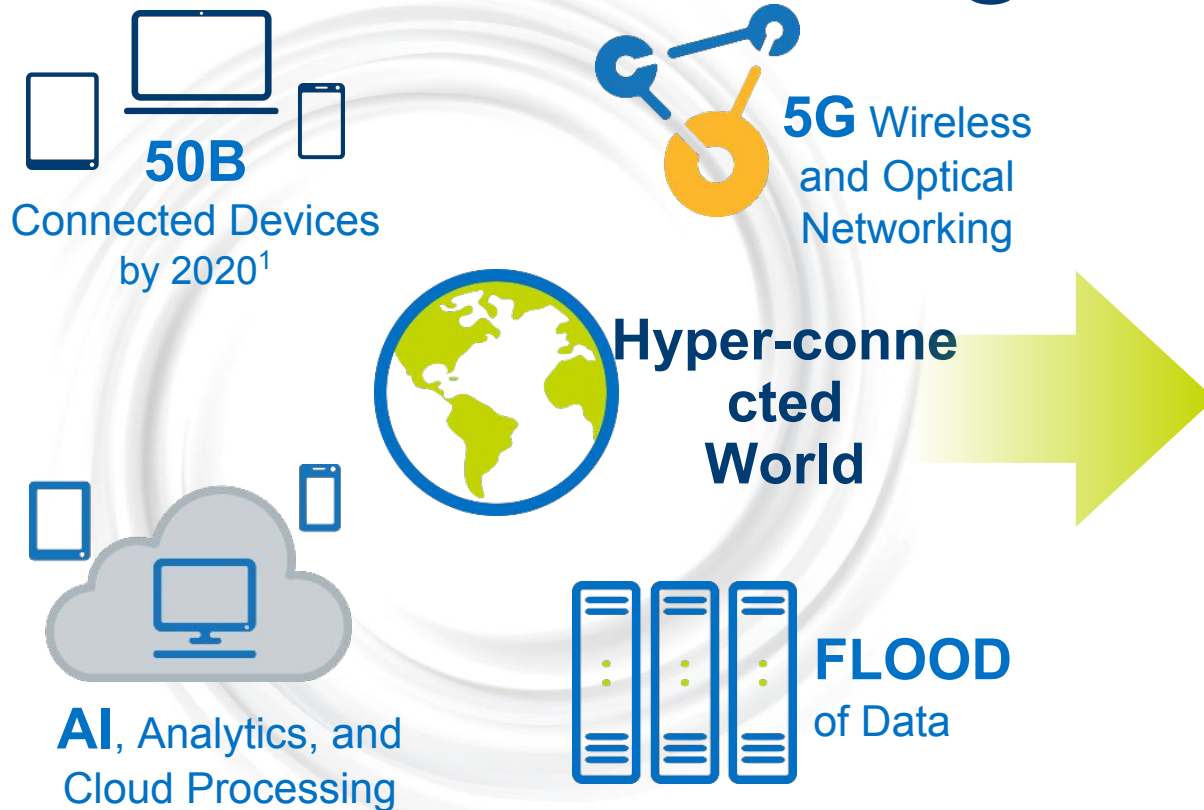 50B
Connected Devices
by 2020¹
5G Wireless
and Optical
Networking
Hyper-conne
cted
World
AI, Analytics, and
Cloud Processing
FLOOD
of Data